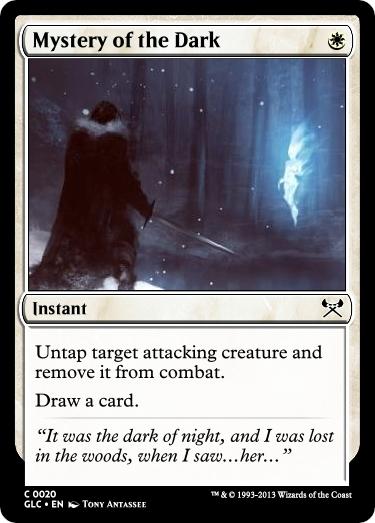 Mystery of the Dark
Instant
Untap target attacking creature and
remove it from combat.
Draw a card.
“It was the dark of night, and I was lost
in the woods, when I saw…her…”
C 0020
GLC • EN Tony Antassee
™ & © 1993-2013 Wizards of the Coast